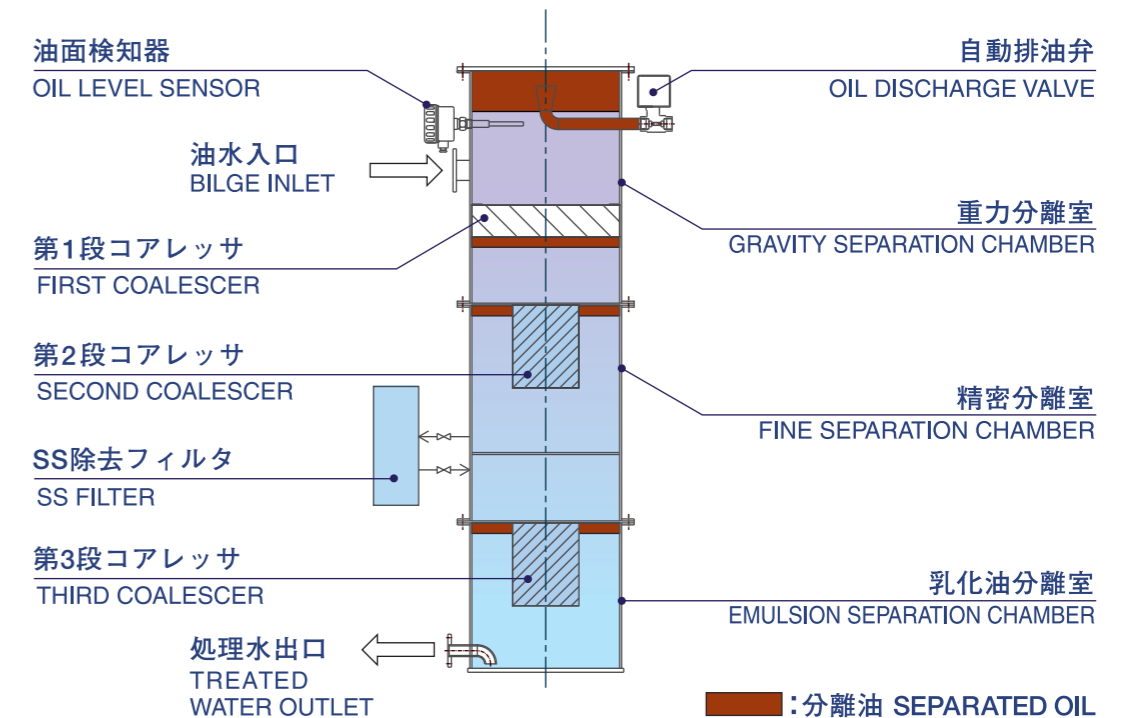 油面検知器
OIL LEVEL SENSOR
自動排油弁
OIL DISCHARGE VALVE
油水入口
BILGE INLET
重力分離室
GRAVITY SEPARATION CHAMBER
第1段コアレッサ
FIRST COALESCER
第2段コアレッサ
SECOND COALESCER
精密分離室
FINE SEPARATION CHAMBER
SS除去フィルタ
SS FILTER
第3段コアレッサ
THIRD COALESCER
乳化油分離室
EMULSION SEPARATION CHAMBER
処理水出口
TREATED
WATER OUTLET
:分離油 SEPARATED OIL